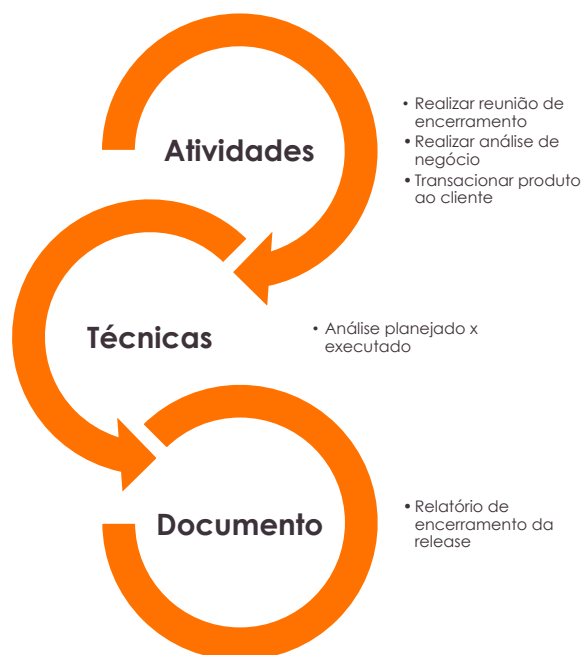 Atividades
• Realizar reunião de
encerramento
• Realizar análise de
negócio
• Transacionar produto
ao cliente
Técnicas
• Análise planejado x
executado
Documento
• Relatório de
encerramento da
release